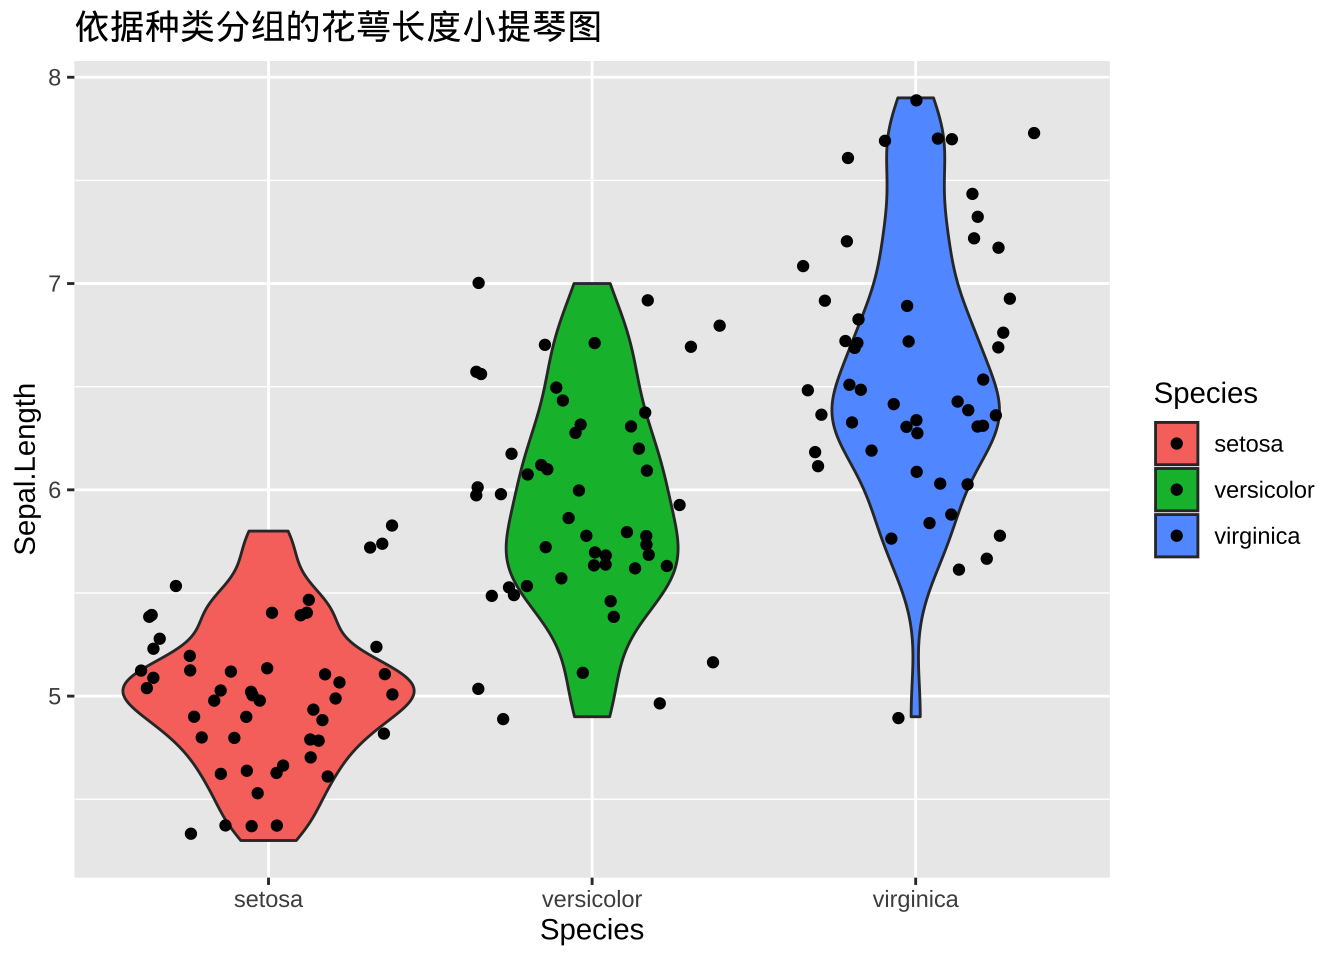 依据种类分组的花萼长度小提琴图
8
7
6
5
Sepal.Length
setosa
versicolor
virginica
Species
Species
setosa
versicolor
virginica